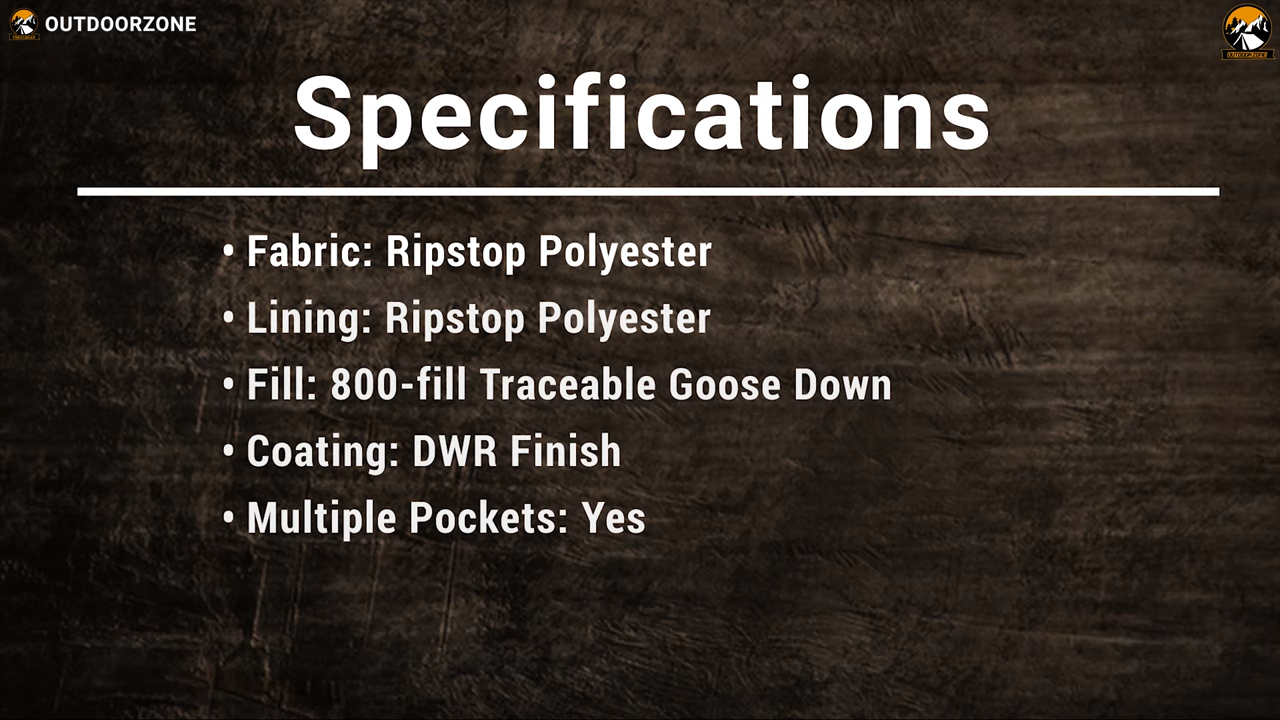 OUTDOORZONE
OUTDOORZONE
Specifications
• Fabric: Ripstop Polyester
• Lining: Ripstop Polyester
• Fill: 800-fill Traceable Goose Down
• Coating: DWR Finish
• Multiple Pockets: Yes